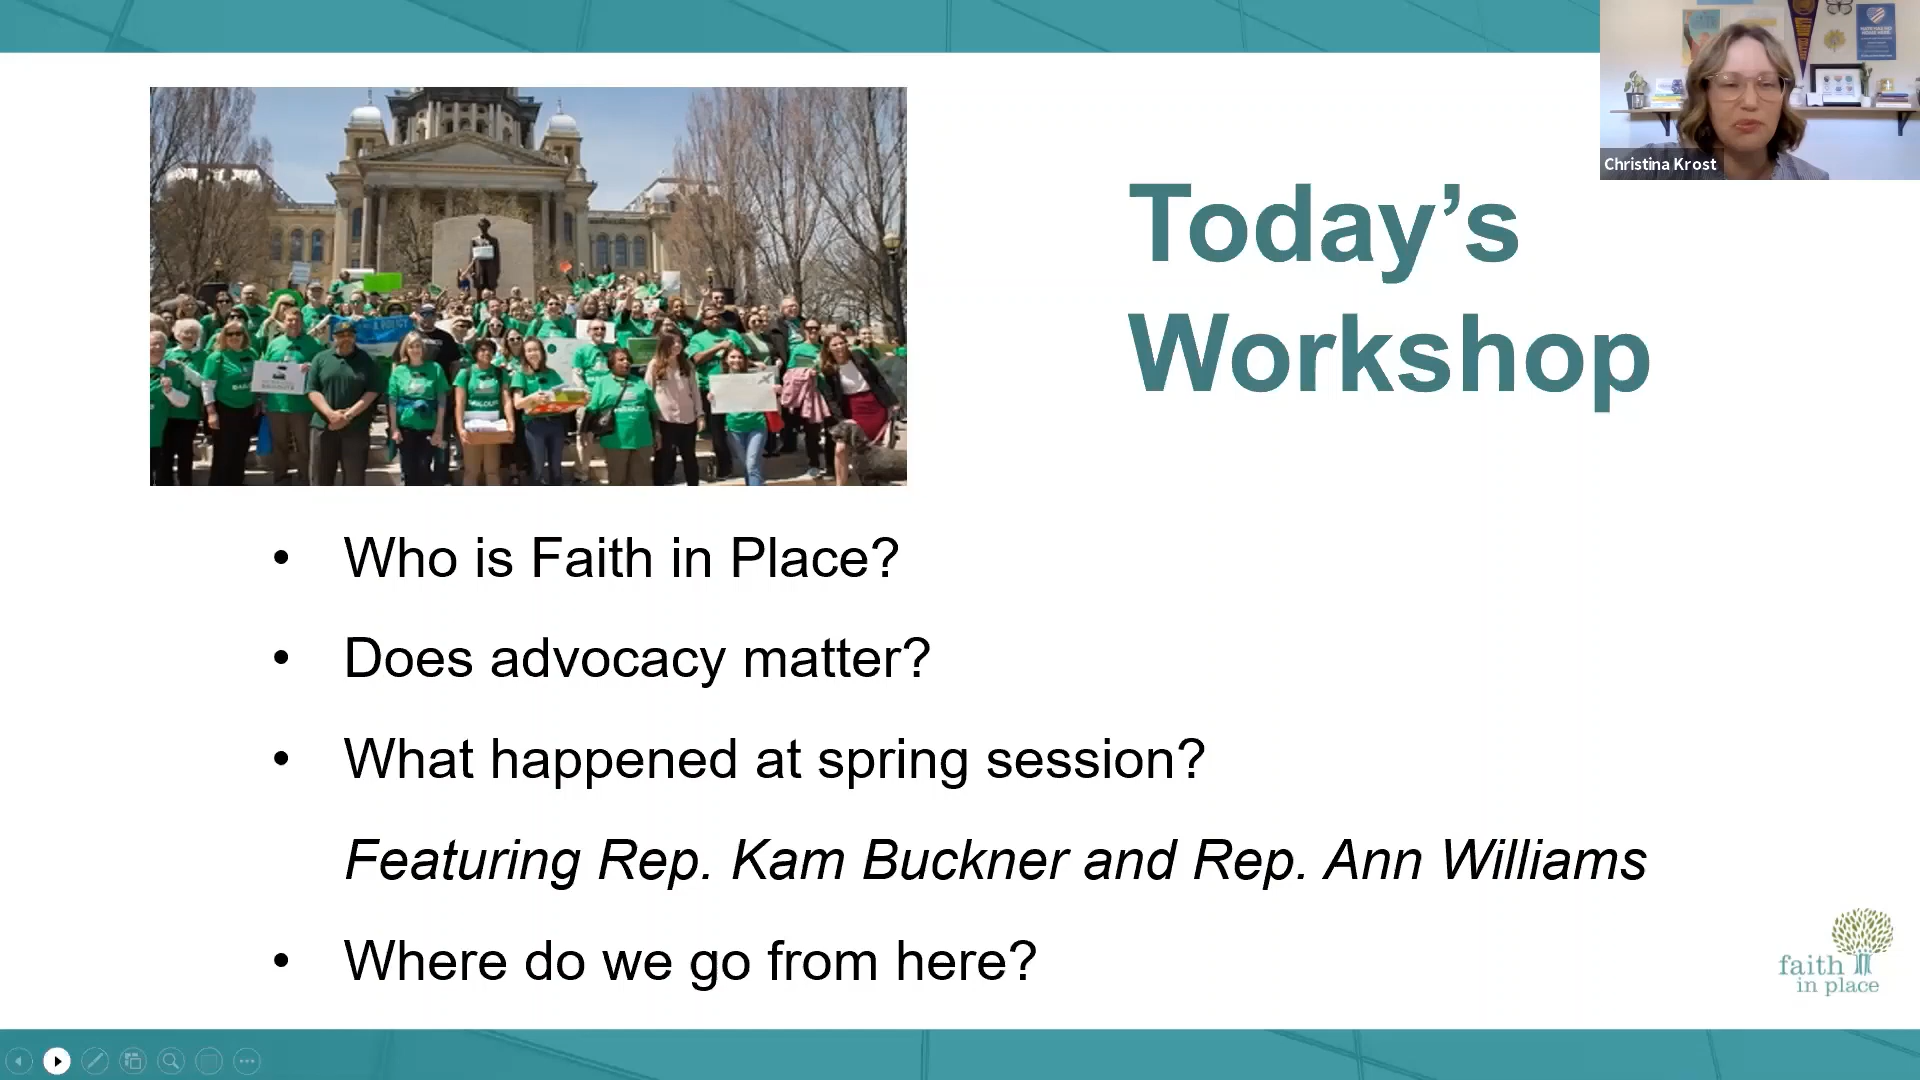 Today’s
Workshop
Christina Krost
• Who is Faith in Place?
• Does advocacy matter?
• What happened at spring session?
Featuring Rep. Kam Buckner and Rep. Ann Williams
• Where do we go from here?
faith
in place